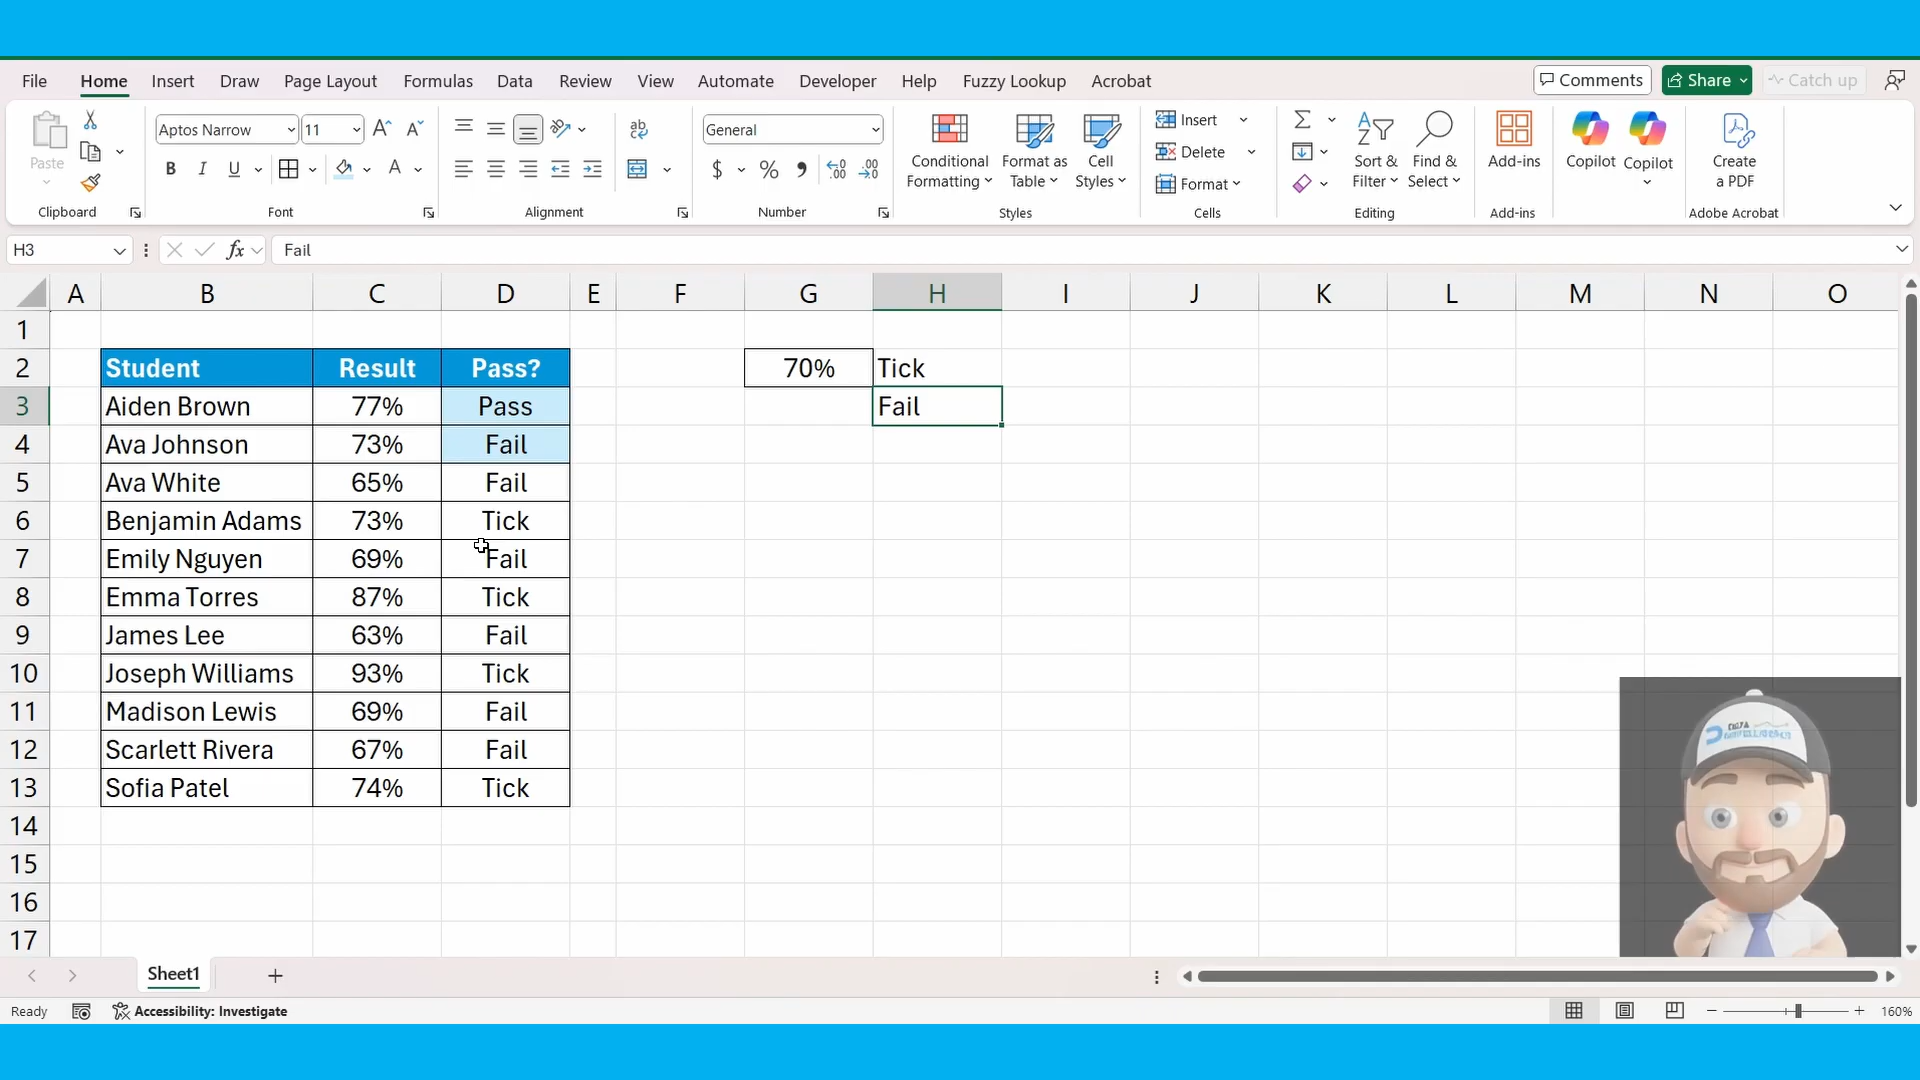 File Home Insert Draw Page Layout Formulas Data Review View Automate Developer Help Fuzzy Lookup Acrobat Comments Share Catch up
Paste
Clipboard
Aptos Narrow 11
B I U A
Font
ab
Alignment
General
$ % , .00 .00
Number
Conditional Formatting
Format as Table
Cell Styles
Styles
Insert
Delete
Format
Cells
Sort & Filter
Find & Select
Editing
Add-ins
Add-ins
Copilot
Copilot
Create a PDF
Adobe Acrobat
H3 fx Fail
A B C D E F G H I J K L M N O
1
2 Student Result Pass? 70% Tick
3 Aiden Brown 77% Pass Fail
4 Ava Johnson 73% Fail
5 Ava White 65% Fail
6 Benjamin Adams 73% Tick
7 Emily Nguyen 69% Fail
8 Emma Torres 87% Tick
9 James Lee 63% Fail
10 Joseph Williams 93% Tick
11 Madison Lewis 69% Fail
12 Scarlett Rivera 67% Fail
13 Sofia Patel 74% Tick
14
15
16
17
Sheet1
Ready Accessibility: Investigate 160%